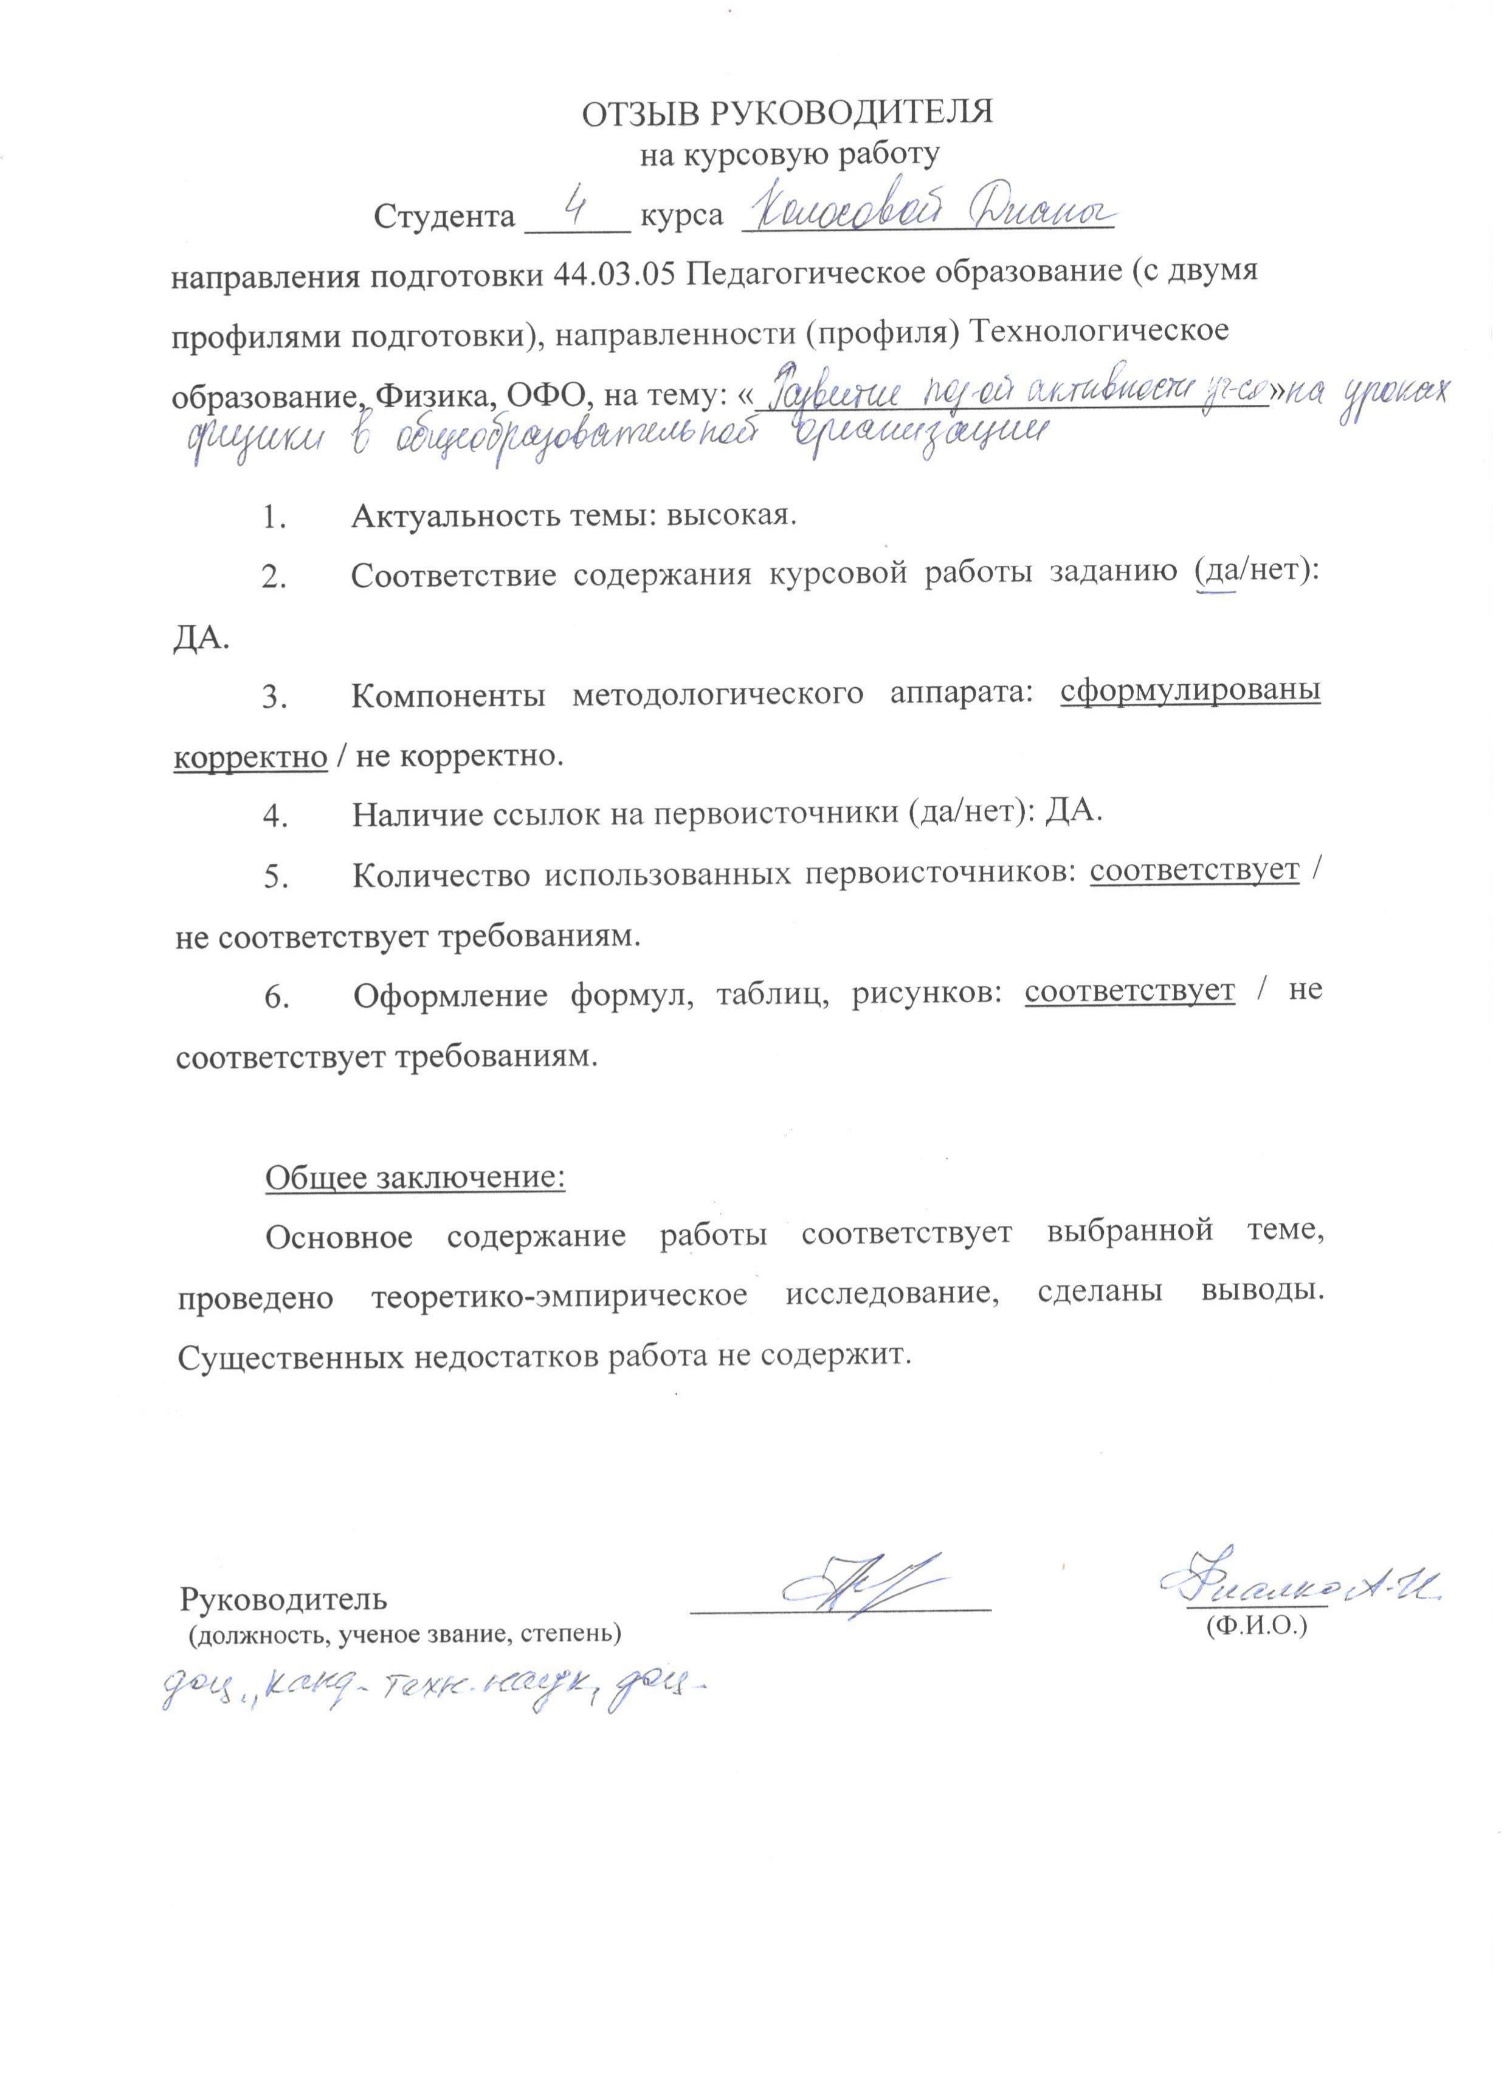 ОТЗЫВ РУКОВОДИТЕЛЯ
на курсовую работу
Студента 4 курса Колосовой Дианы
направления подготовки 44.03.05 Педагогическое образование (с двумя
профилями подготовки), направленности (профиля) Технологическое
образование, Физика, ОФО, на тему: «Развитие поз-ой активности уч-ся» на уроках
физики в общеобразовательной организации
1. Актуальность темы: высокая.
2. Соответствие содержания курсовой работы заданию (да/нет):
ДА.
3. Компоненты методологического аппарата: сформулированы
корректно / не корректно.
4. Наличие ссылок на первоисточники (да/нет): ДА.
5. Количество использованных первоисточников: соответствует /
не соответствует требованиям.
6. Оформление формул, таблиц, рисунков: соответствует / не
соответствует требованиям.
Общее заключение:
Основное содержание работы соответствует выбранной теме,
проведено теоретико-эмпирическое исследование, сделаны выводы.
Существенных недостатков работа не содержит.
Руководитель Фиалко А.И.
(должность, ученое звание, степень) (Ф.И.О.)
доц., канд. техн. наук, доц.